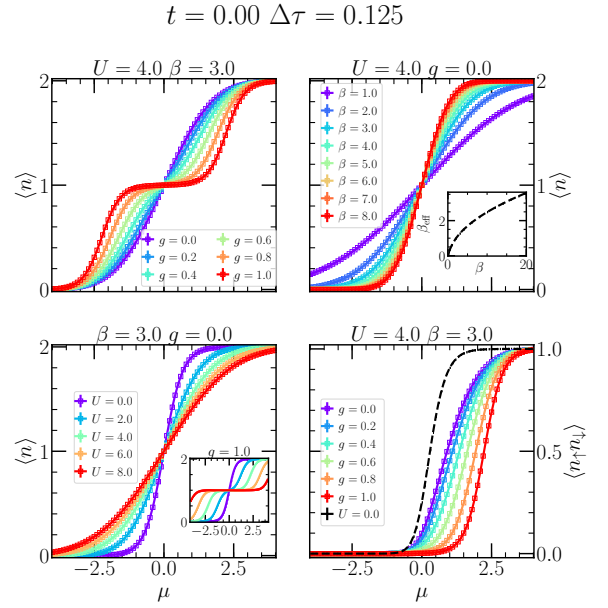 t = 0.00 Δτ = 0.125
U = 4.0 β = 3.0
2
1
0
⟨n⟩
g = 0.0
g = 0.2
g = 0.4
g = 0.6
g = 0.8
g = 1.0
U = 4.0 g = 0.0
β = 1.0
β = 2.0
β = 3.0
β = 4.0
β = 5.0
β = 6.0
β = 7.0
β = 8.0
2
1
0
⟨n⟩
β_eff
2
0
0
20
β
β = 3.0 g = 0.0
2
1
0
⟨n⟩
U = 0.0
U = 2.0
U = 4.0
U = 6.0
U = 8.0
g = 1.0
2
1
0
−2.5 0.0 2.5
−2.5 0.0 2.5
μ
U = 4.0 β = 3.0
g = 0.0
g = 0.2
g = 0.4
g = 0.6
g = 0.8
g = 1.0
U = 0.0
1.0
0.5
0.0
⟨n↑n↓⟩
−2.5 0.0 2.5
μ